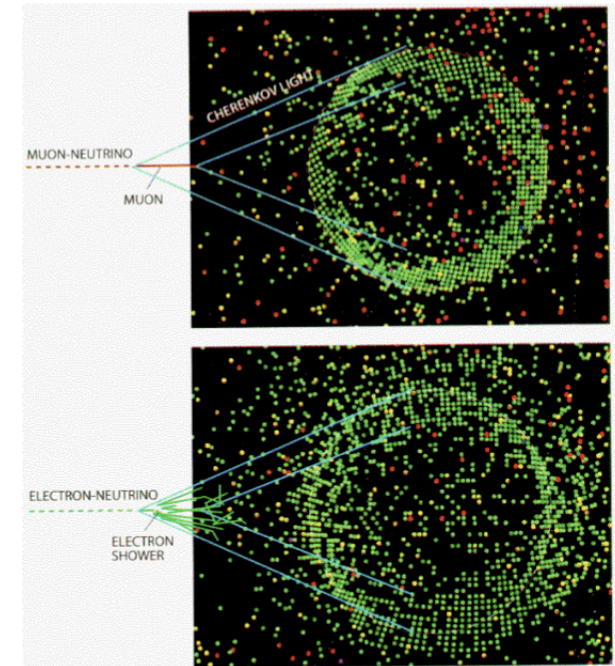 CHERENKOV LIGHT
MUON-NEUTRINO
MUON
ELECTRON-NEUTRINO
ELECTRON
SHOWER